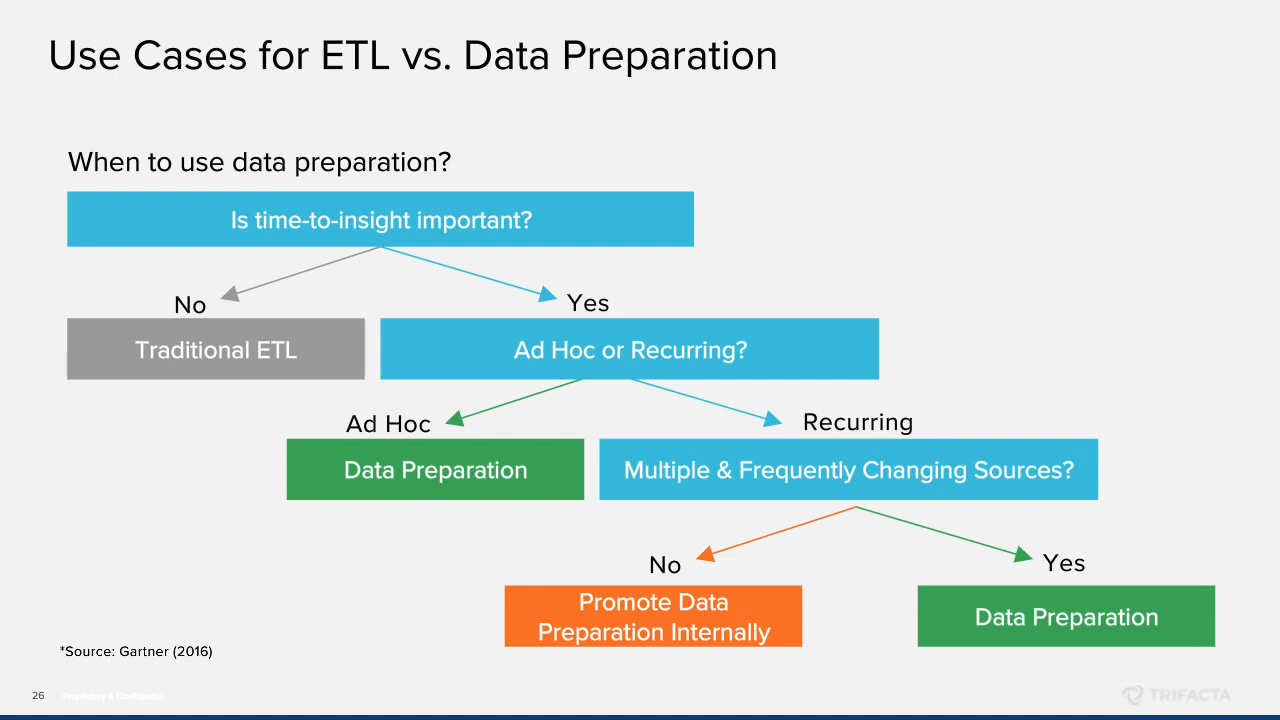 Use Cases for ETL vs. Data Preparation
When to use data preparation?
Is time-to-insight important?
No
Yes
Traditional ETL
Ad Hoc or Recurring?
Ad Hoc
Recurring
Data Preparation
Multiple & Frequently Changing Sources?
No
Yes
Promote Data
Preparation Internally
Data Preparation
*Source: Gartner (2016)
26
Proprietary & Confidential
TRIFACTA